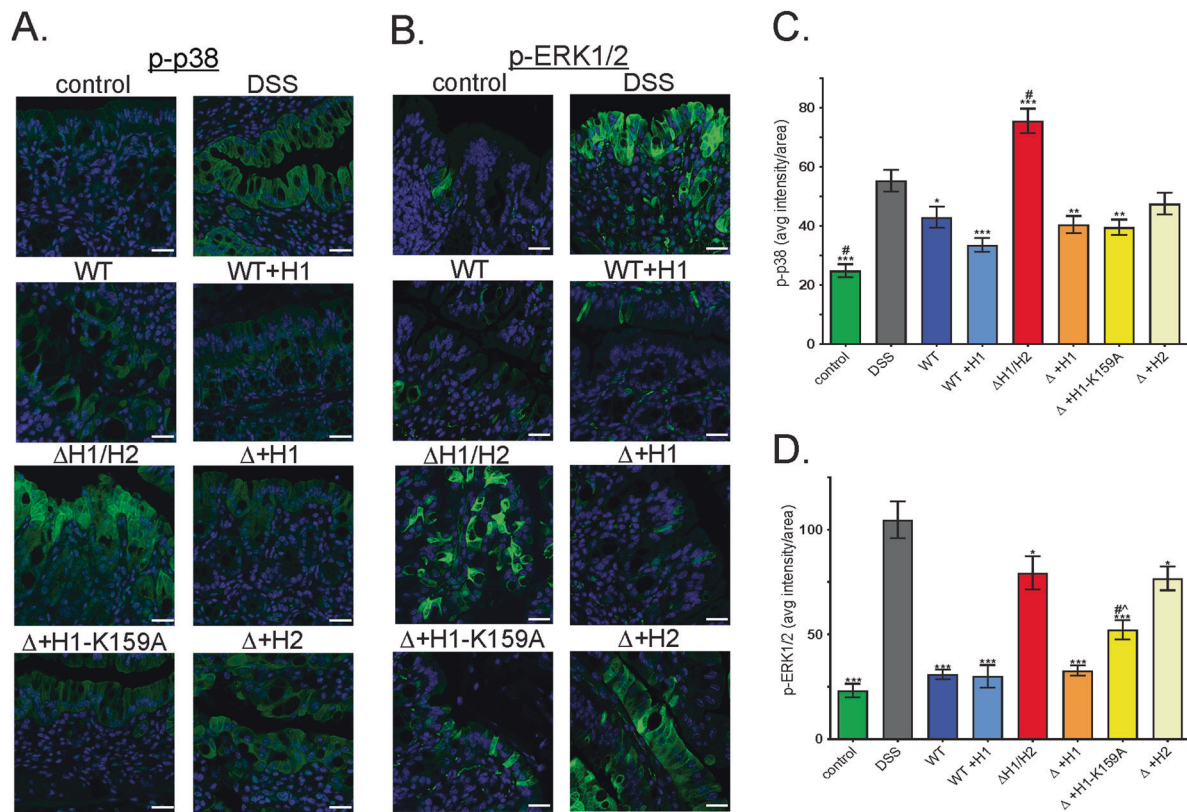 A.
p-p38
control DSS
WT WT+H1
ΔH1/H2 Δ+H1
Δ+H1-K159A Δ+H2
B.
p-ERK1/2
control DSS
WT WT+H1
ΔH1/H2 Δ+H1
Δ+H1-K159A Δ+H2
C.
p-p38 (avg intensity/area)
80
60
40
20
0
#
***
*
***
#
***
**
**
control DSS WT WT +H1 ΔH1/H2 Δ +H1 Δ +H1-K159A Δ +H2
D.
p-ERK1/2 (avg intensity/area)
100
50
0
***
***
***
*
***
#^
***
*
control DSS WT WT +H1 ΔH1/H2 Δ +H1 Δ +H1-K159A Δ +H2